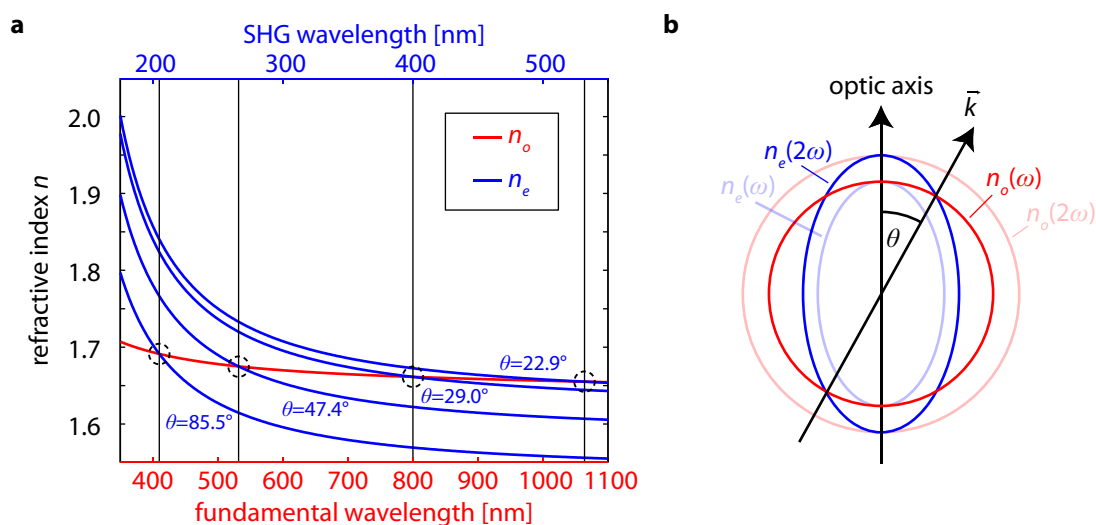 a
SHG wavelength [nm]
200 300 400 500
refractive index n
2.0
1.9
1.8
1.7
1.6
n_o
n_e
θ=22.9°
θ=29.0°
θ=47.4°
θ=85.5°
400 500 600 700 800 900 1000 1100
fundamental wavelength [nm]
b
optic axis
k⃗
n_e(2ω)
n_e(ω)
n_o(ω)
n_o(2ω)
θ